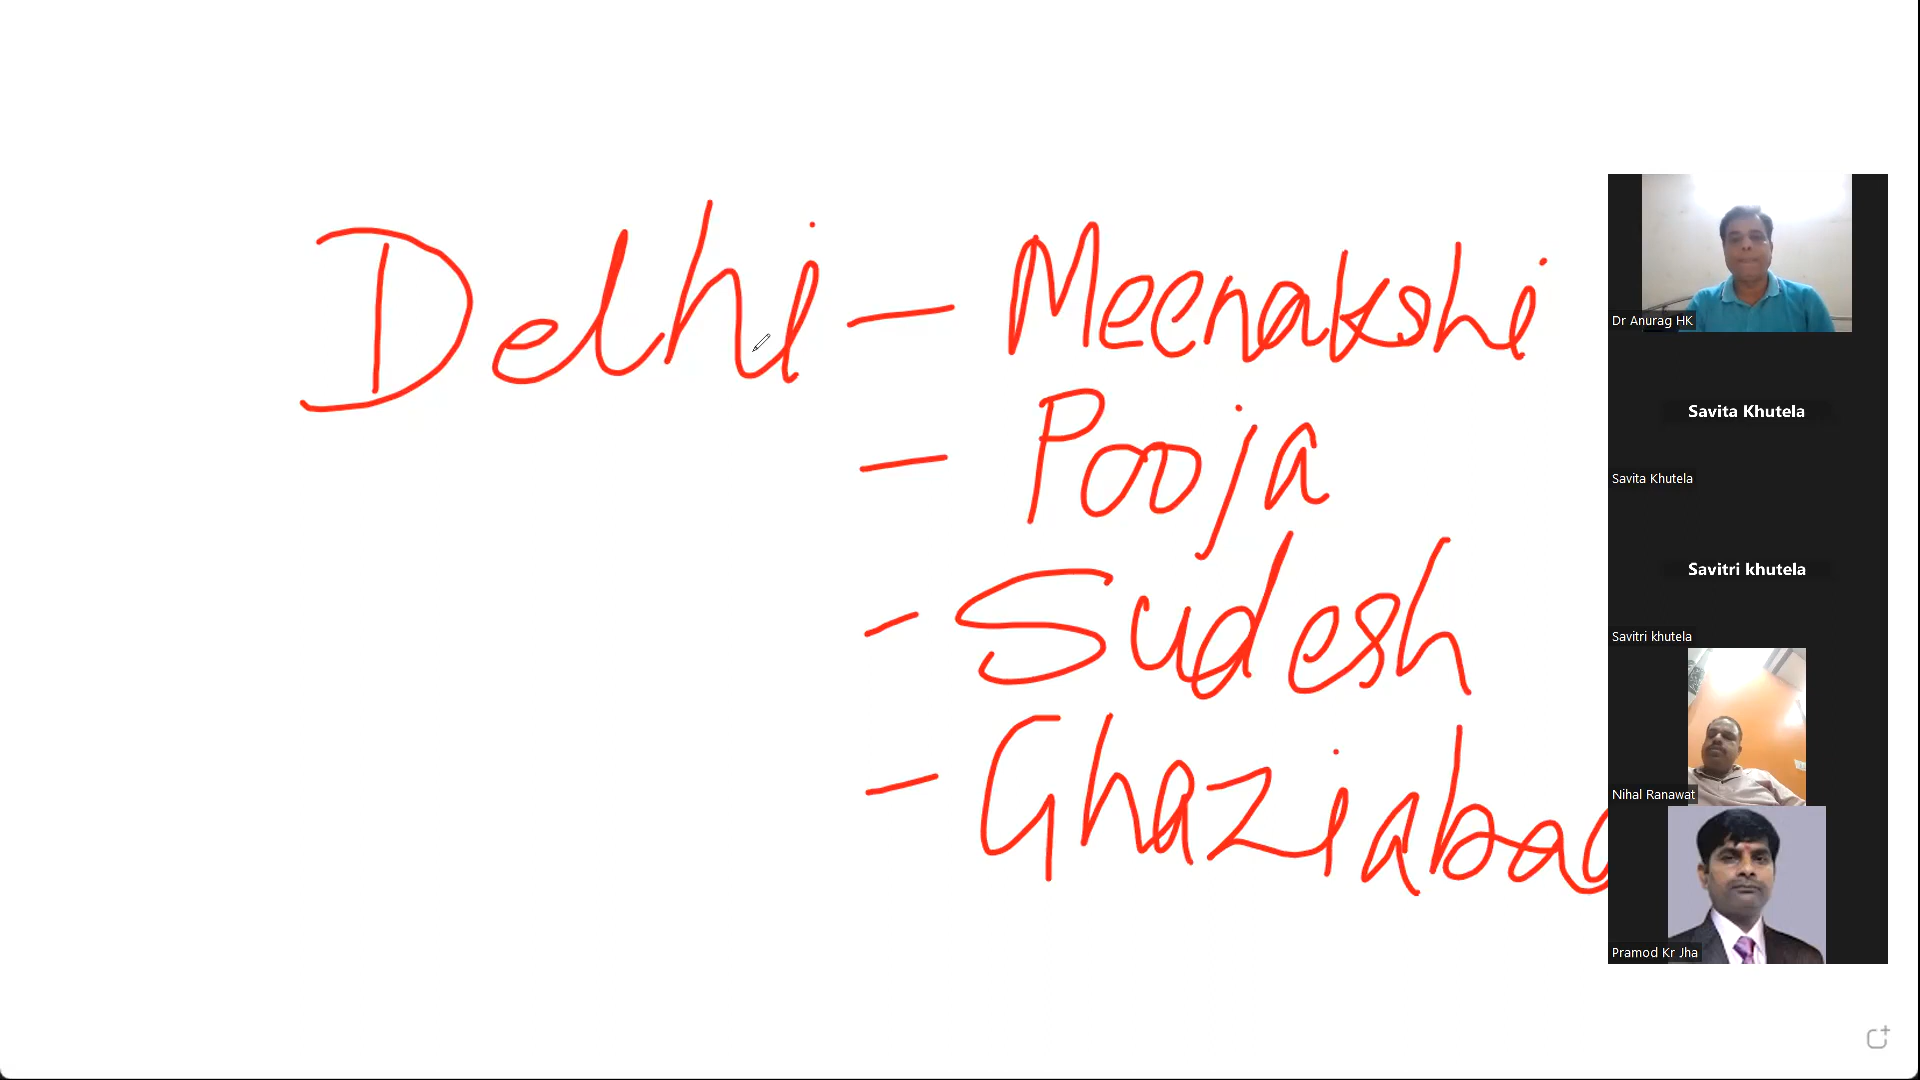 Delhi - Meenakshi
- Pooja
- Sudesh
- Ghaziabad
Dr Anurag HK
Savita Khutela
Savita Khutela
Savitri khutela
Savitri khutela
Nihal Ranawat
Pramod Kr Jha